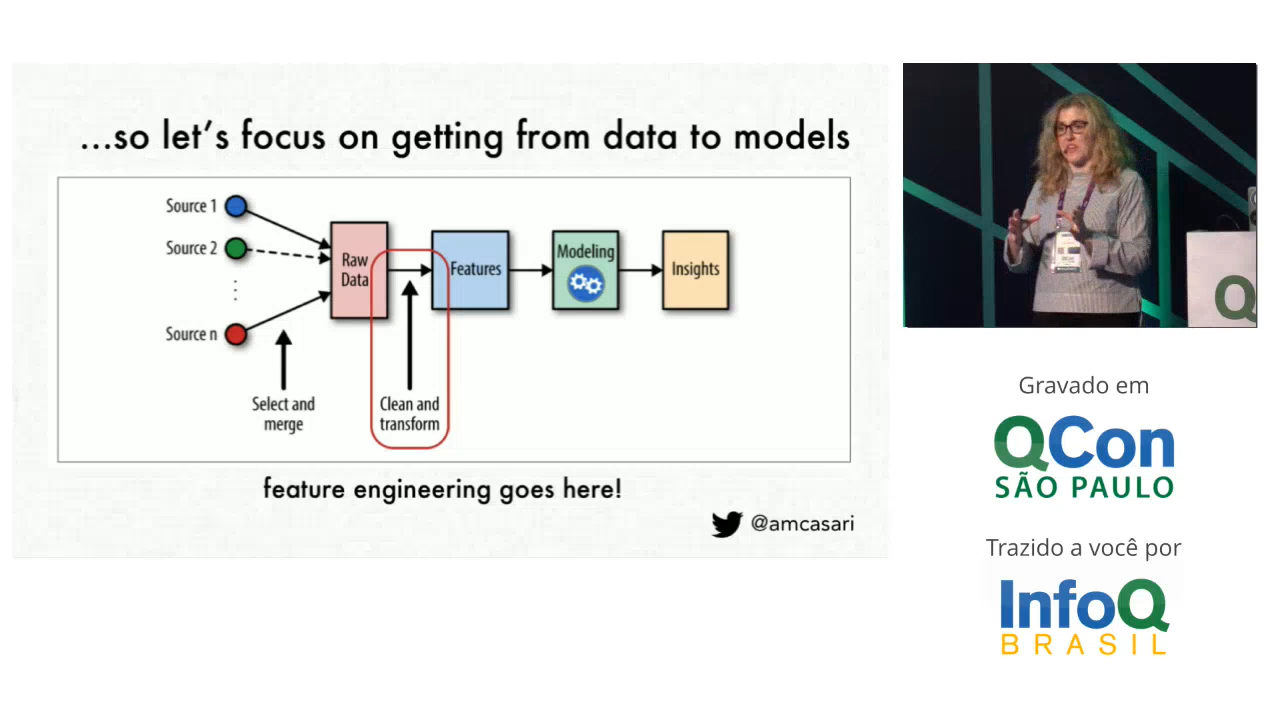 ...so let's focus on getting from data to models
Source 1
Source 2
Source n
Raw
Data
Features
Modeling
Insights
Select and
merge
Clean and
transform
feature engineering goes here!
@amcasari
QCon
Q
Gravado em
QCon
SÃO PAULO
Trazido a você por
InfoQ
BRASIL